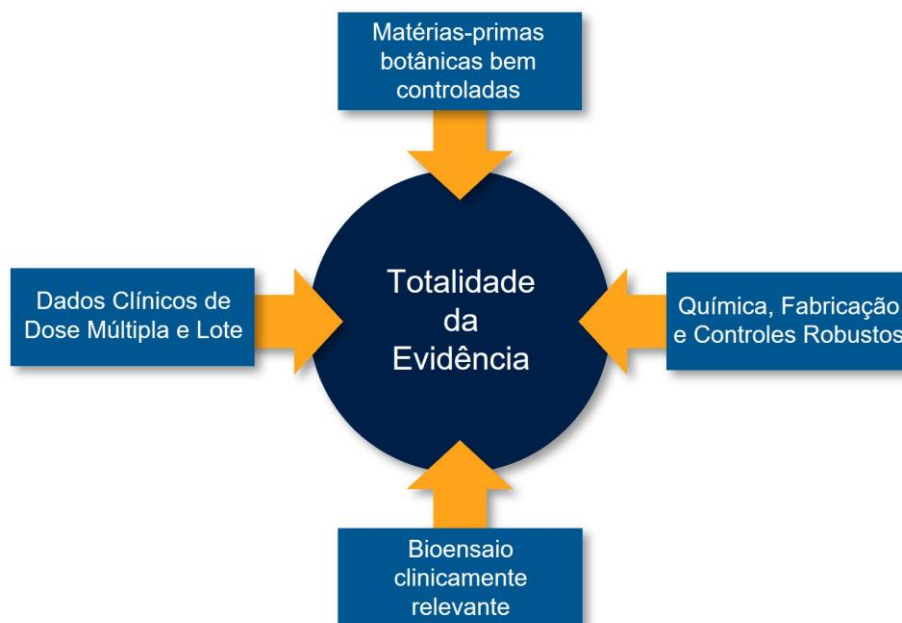 Matérias-primas
botânicas bem
controladas
Dados Clínicos de
Dose Múltipla e Lote
Totalidade
da
Evidência
Química, Fabricação
e Controles Robustos
Bioensaio
clinicamente
relevante